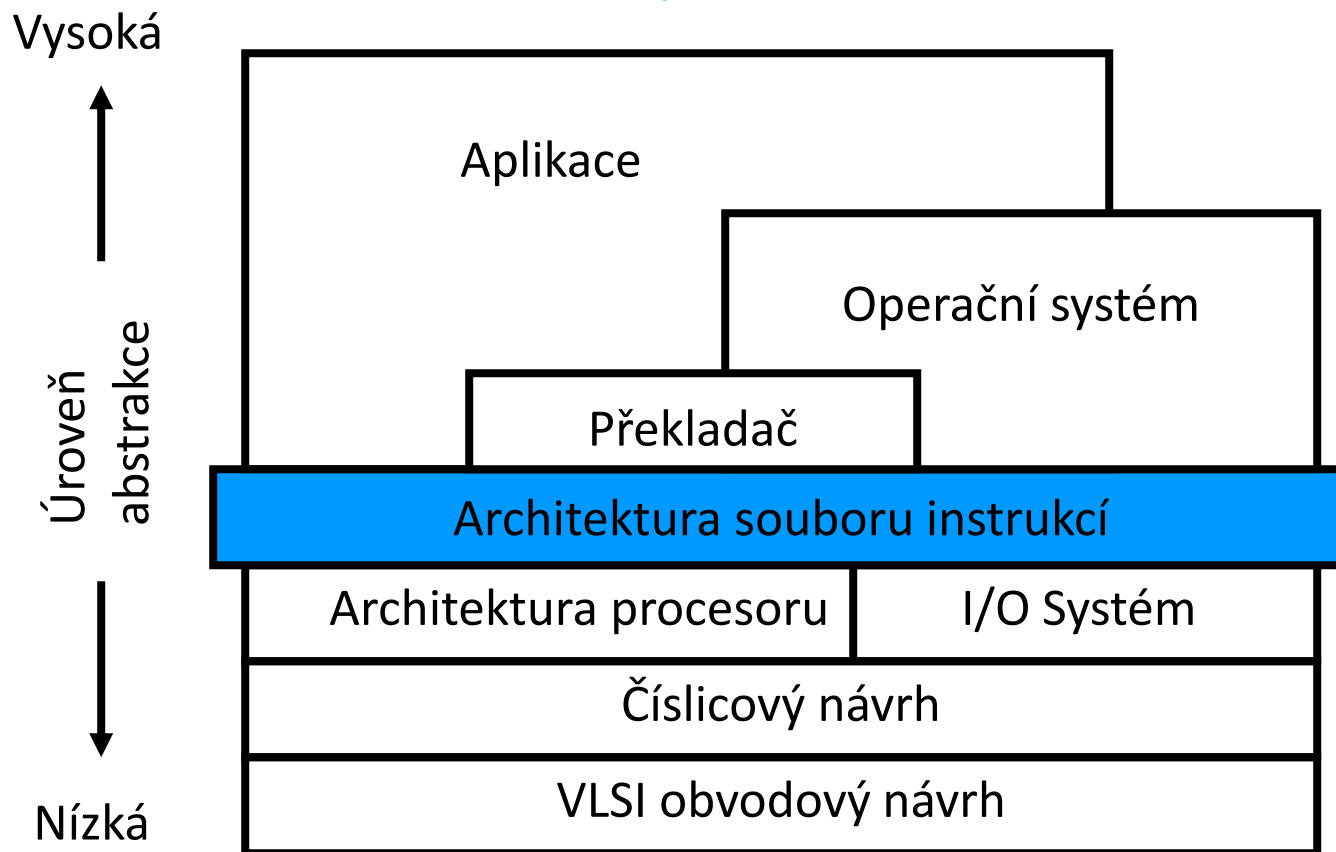 Vysoká
Aplikace
Operační systém
Úroveň
abstrakce
Překladač
Architektura souboru instrukcí
Architektura procesoru
I/O Systém
Číslicový návrh
VLSI obvodový návrh
Nízká